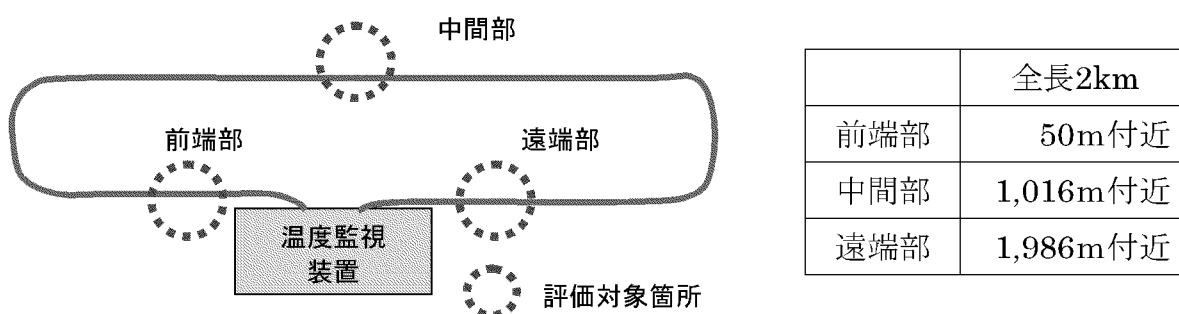 中間部
前端部
遠端部
温度監視
装置
評価対象箇所
全長2km
前端部 50m付近
中間部 1,016m付近
遠端部 1,986m付近